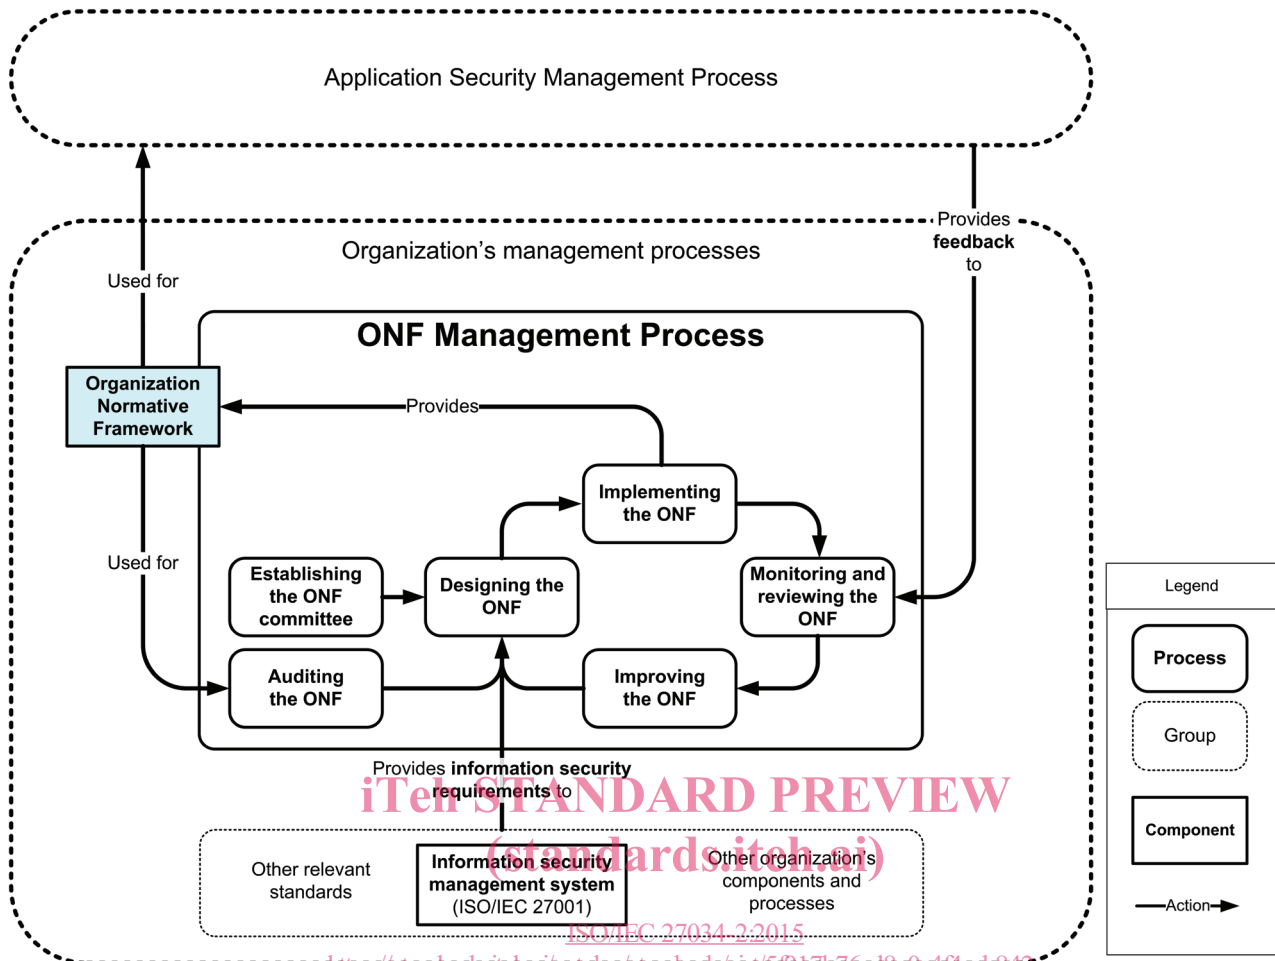 Application Security Management Process
Provides
feedback
to
Organization's management processes
Used for
ONF Management Process
Organization
Normative
Framework
Provides
Implementing
the ONF
Used for
Establishing
the ONF
committee
Designing the
ONF
Monitoring and
reviewing the
ONF
Auditing
the ONF
Improving
the ONF
Provides information security
requirements to
iTeh STANDARD PREVIEW
(standards.iteh.ai)
Other relevant
standards
Information security
management system
(ISO/IEC 27001)
Other organization's
components and
processes
ISO/IEC 27034-2:2015
Legend
Process
Group
Component
Action